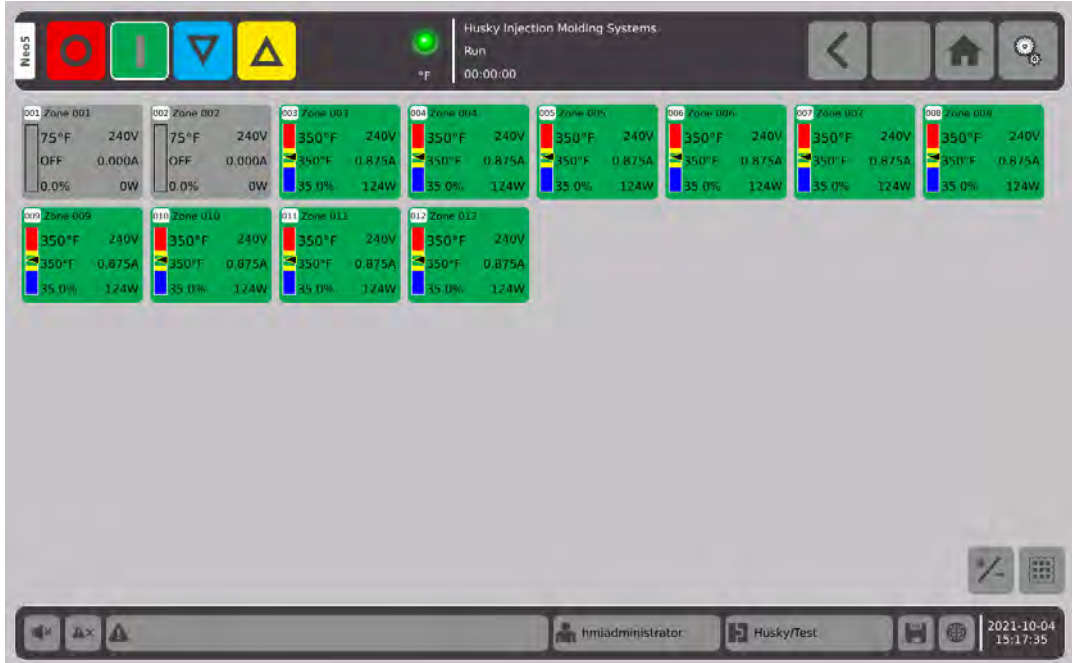 Neo5
°F
Husky Injection Molding Systems
Run
00:00:00
001 Zone 001
75°F 240V
OFF 0.000A
0.0% 0W
002 Zone 002
75°F 240V
OFF 0.000A
0.0% 0W
003 Zone 003
350°F 240V
350°F 0.875A
35.0% 124W
004 Zone 004
350°F 240V
350°F 0.875A
35.0% 124W
005 Zone 005
350°F 240V
350°F 0.875A
35.0% 124W
006 Zone 006
350°F 240V
350°F 0.875A
35.0% 124W
007 Zone 007
350°F 240V
350°F 0.875A
35.0% 124W
008 Zone 008
350°F 240V
350°F 0.875A
35.0% 124W
009 Zone 009
350°F 240V
350°F 0.875A
35.0% 124W
010 Zone 010
350°F 240V
350°F 0.875A
35.0% 124W
011 Zone 011
350°F 240V
350°F 0.875A
35.0% 124W
012 Zone 012
350°F 240V
350°F 0.875A
35.0% 124W
hmiadministrator
Husky/Test
2021-10-04
15:17:35